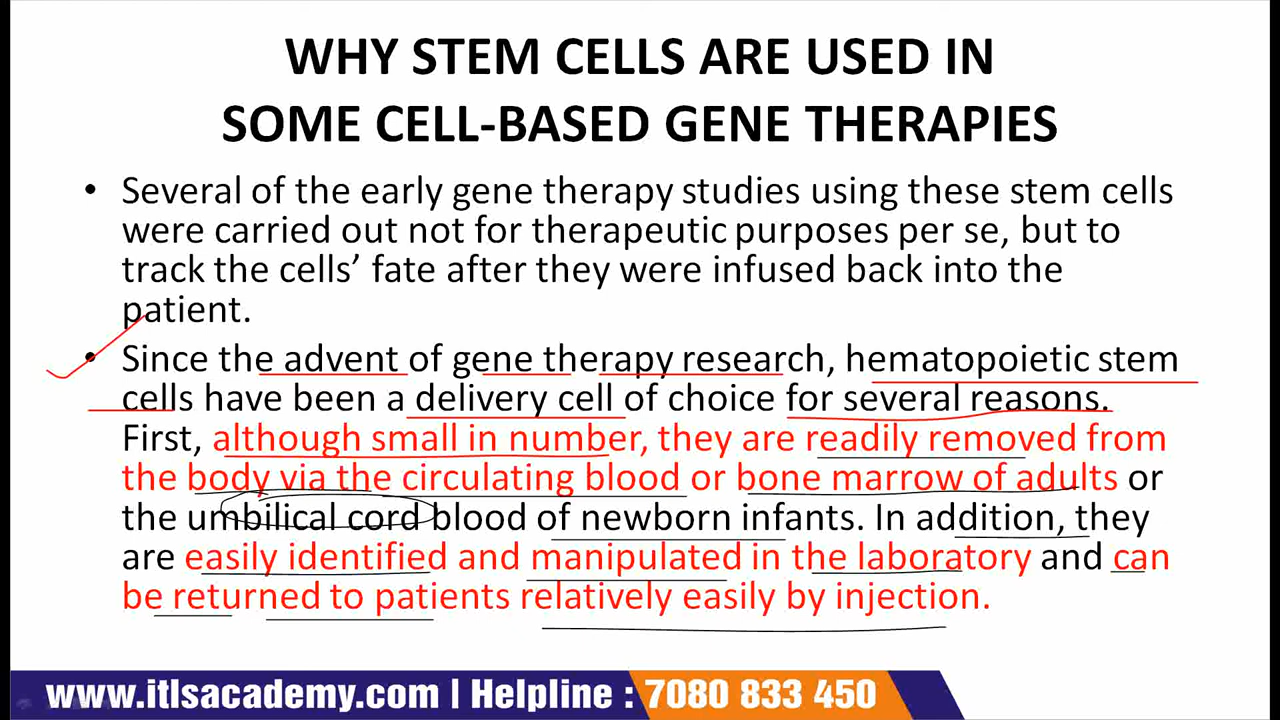 WHY STEM CELLS ARE USED IN
SOME CELL-BASED GENE THERAPIES
• Several of the early gene therapy studies using these stem cells
were carried out not for therapeutic purposes per se, but to
track the cells’ fate after they were infused back into the
patient.
• Since the advent of gene therapy research, hematopoietic stem
cells have been a delivery cell of choice for several reasons.
First, although small in number, they are readily removed from
the body via the circulating blood or bone marrow of adults or
the umbilical cord blood of newborn infants. In addition, they
are easily identified and manipulated in the laboratory and can
be returned to patients relatively easily by injection.
www.itlsacademy.com | Helpline : 7080 833 450